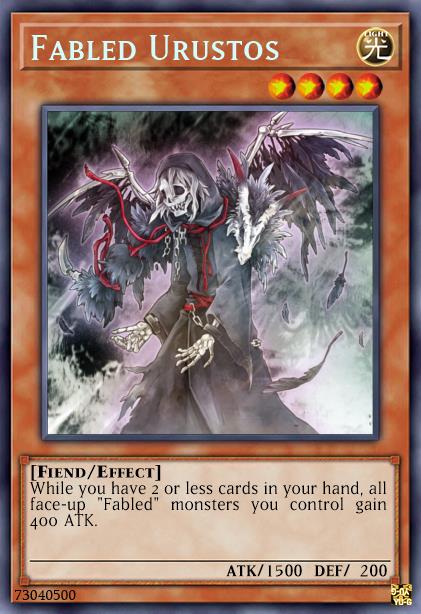 Fabled Urustos
LIGHT
光
[Fiend/Effect]
While you have 2 or less cards in your hand, all
face-up "Fabled" monsters you control gain
400 ATK.
ATK/1500 DEF/ 200
73040500